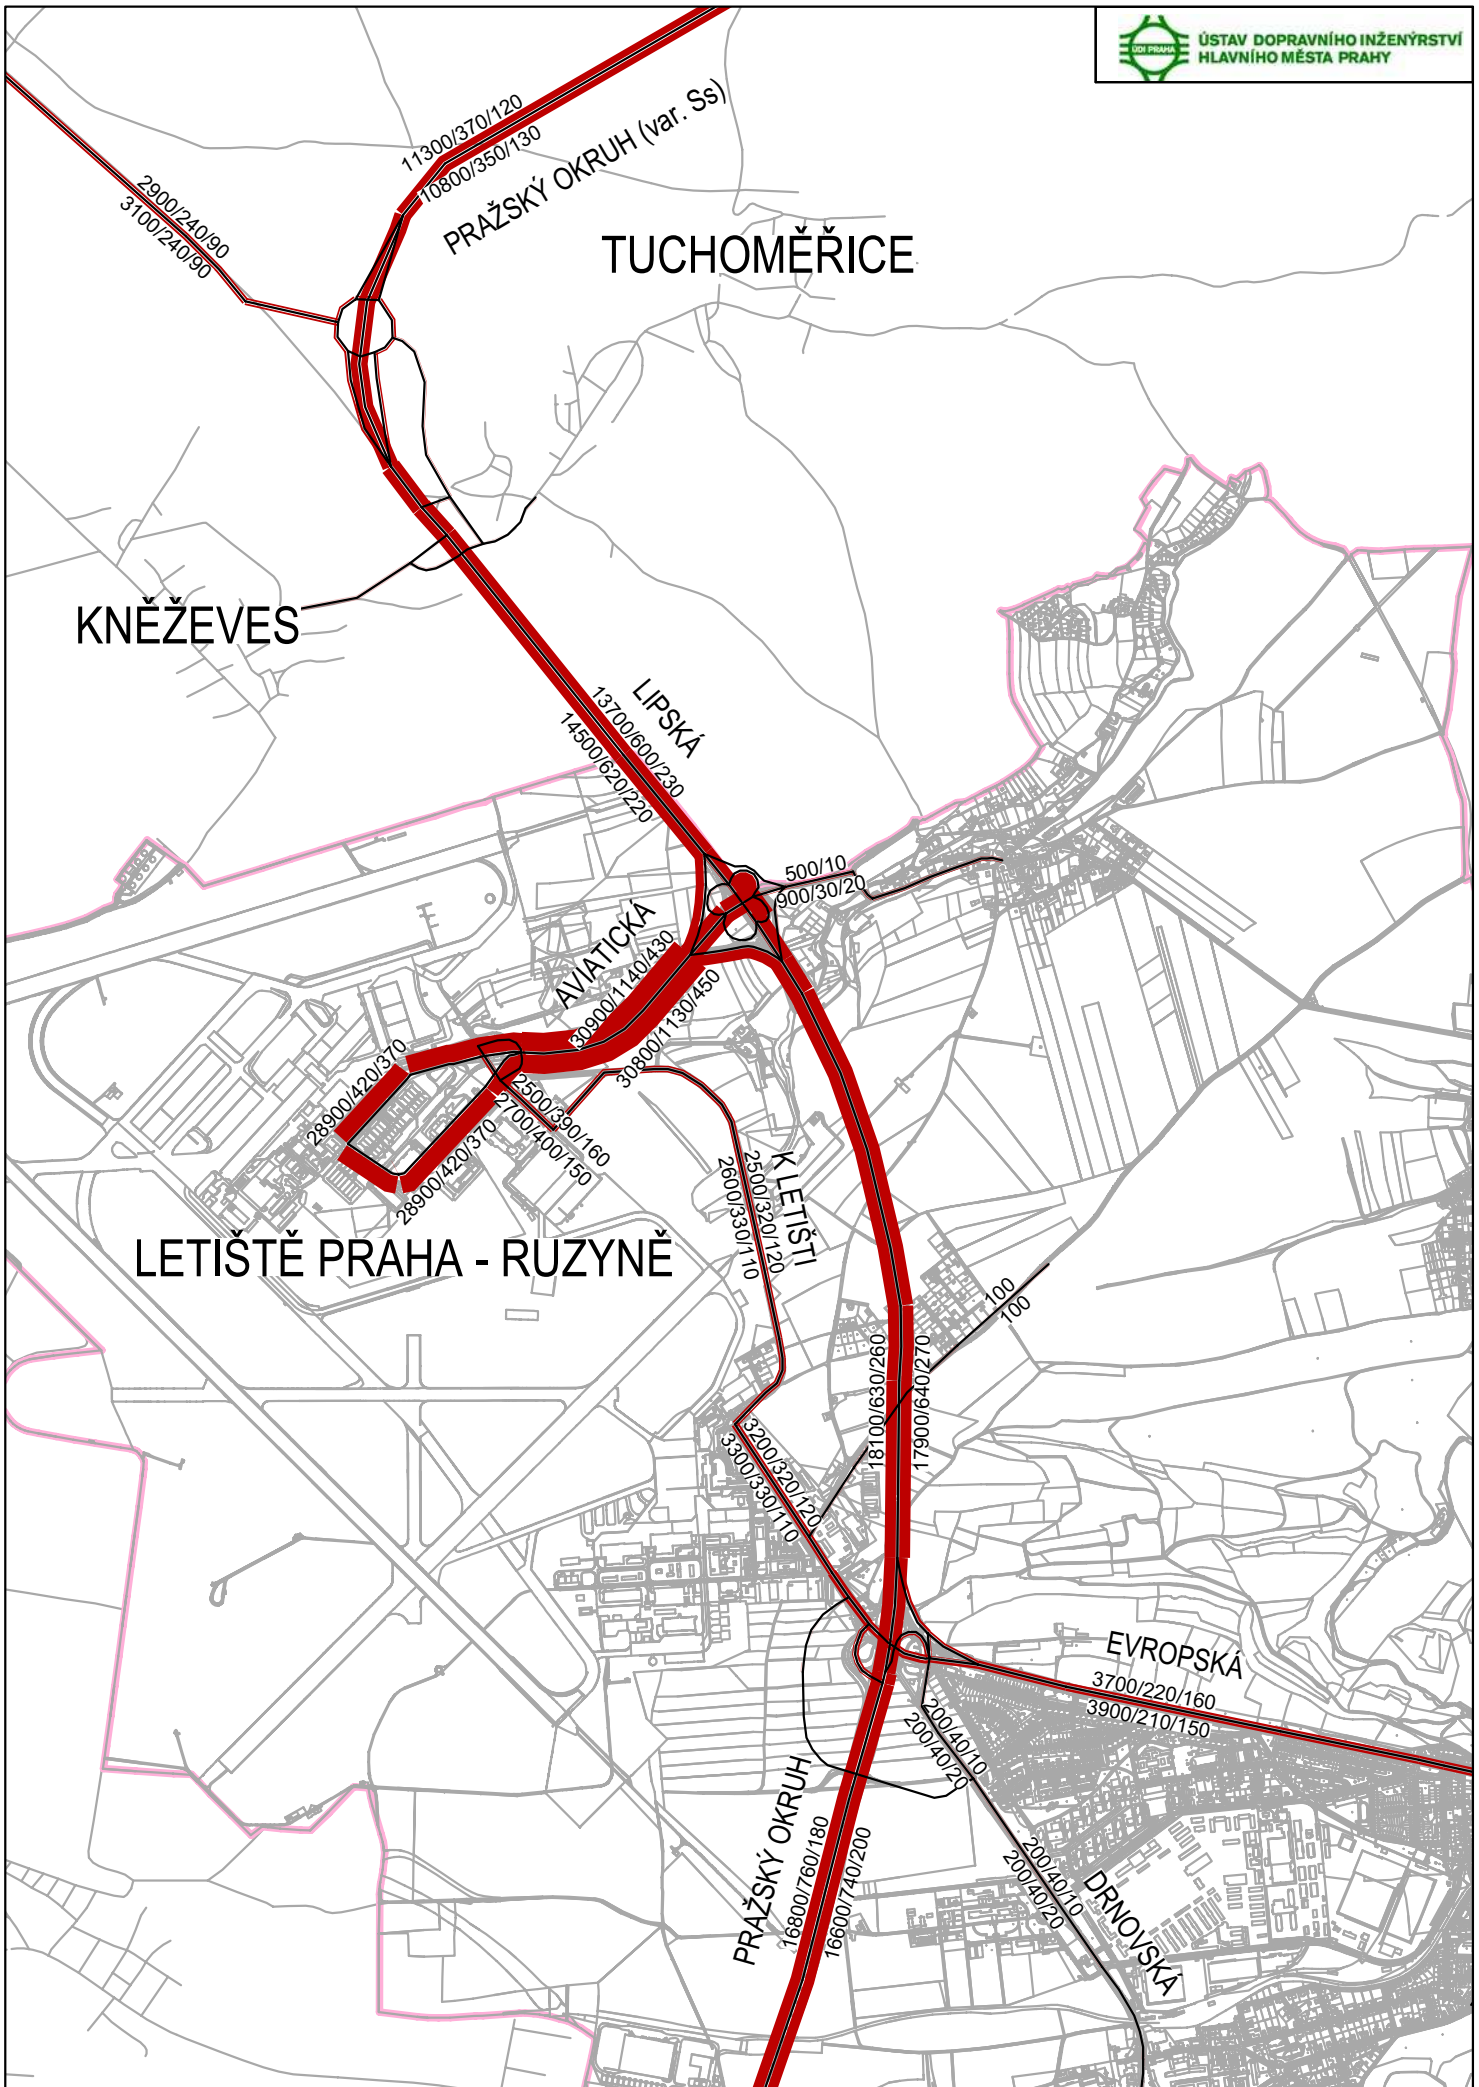 ÚDI PRAHA
ÚSTAV DOPRAVNÍHO INŽENÝRSTVÍ
HLAVNÍHO MĚSTA PRAHY
11300/370/120
10800/350/130
PRAŽSKÝ OKRUH (var. Ss)
2900/240/90
3100/240/90
TUCHOMĚŘICE
KNĚŽEVES
LIPSKÁ
13700/600/230
14500/620/220
500/10
900/30/20
AVIATICKÁ
30900/1140/430
30800/1130/450
28900/420/370
28900/420/370
2500/390/160
2700/400/150
K LETIŠTI
2500/320/120
2600/330/110
LETIŠTĚ PRAHA - RUZYNĚ
100
100
18100/630/260
17900/640/270
3200/320/120
3300/330/110
EVROPSKÁ
3700/220/160
3900/210/150
200/40/10
200/40/20
PRAŽSKÝ OKRUH
16800/760/180
16600/740/200
200/40/10
200/40/20
DRNOVSKÁ